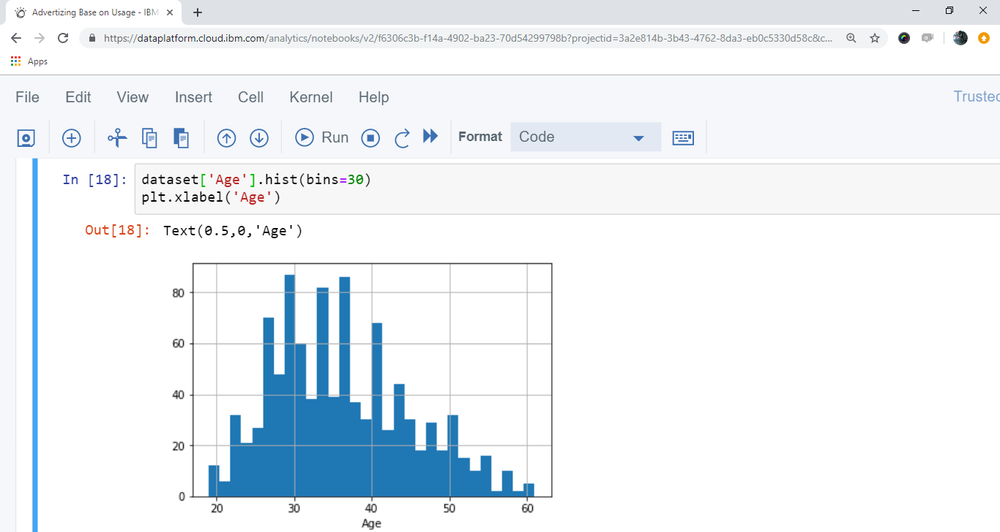 Advertizing Base on Usage - IBM
https://dataplatform.cloud.ibm.com/analytics/notebooks/v2/f6306c3b-f14a-4902-ba23-70d54299798b?projectid=3a2e814b-3b43-4762-8da3-eb0c5330d58c&c...
Apps
File Edit View Insert Cell Kernel Help Trusted
Run Format Code
In [18]: dataset['Age'].hist(bins=30)
plt.xlabel('Age')
Out[18]: Text(0.5,0,'Age')
80
60
40
20
0
20 30 40 50 60
Age